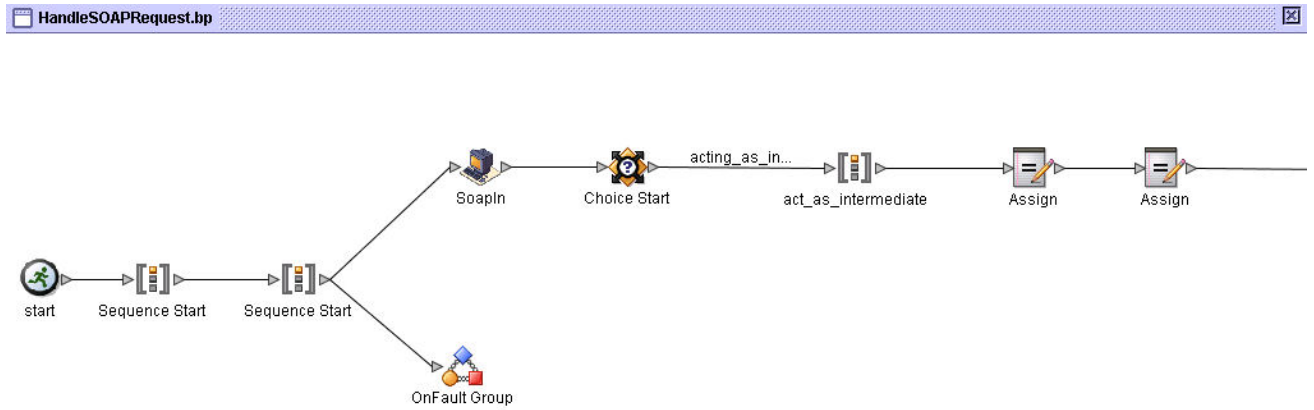 HandleSOAPRequest.bp
acting_as_in...
SoapIn
Choice Start
act_as_intermediate
Assign
Assign
start
Sequence Start
Sequence Start
OnFault Group